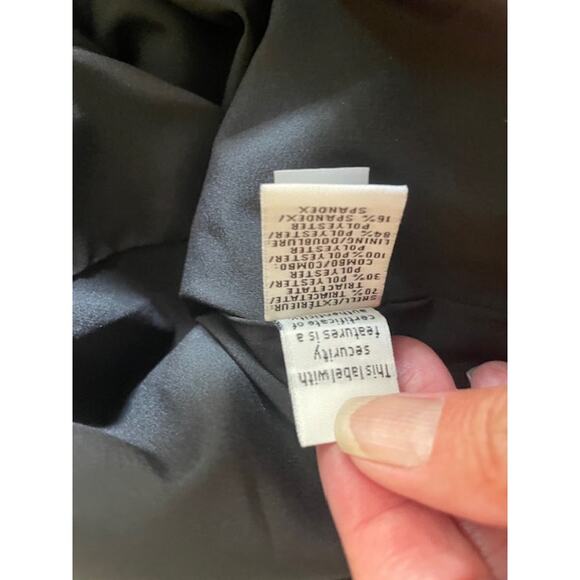 SHELL/EXTERIEUR:
70% TRIACETATE/
TRIACETATE
30% POLYESTER/
POLYESTER
COMBO/COMBO:
100% POLYESTER/
POLYESTER
LINING/DOUBLURE
84% POLYESTER/
POLYESTER
16% SPANDEX/
SPANDEX
This label with
security
features is a
certificate of